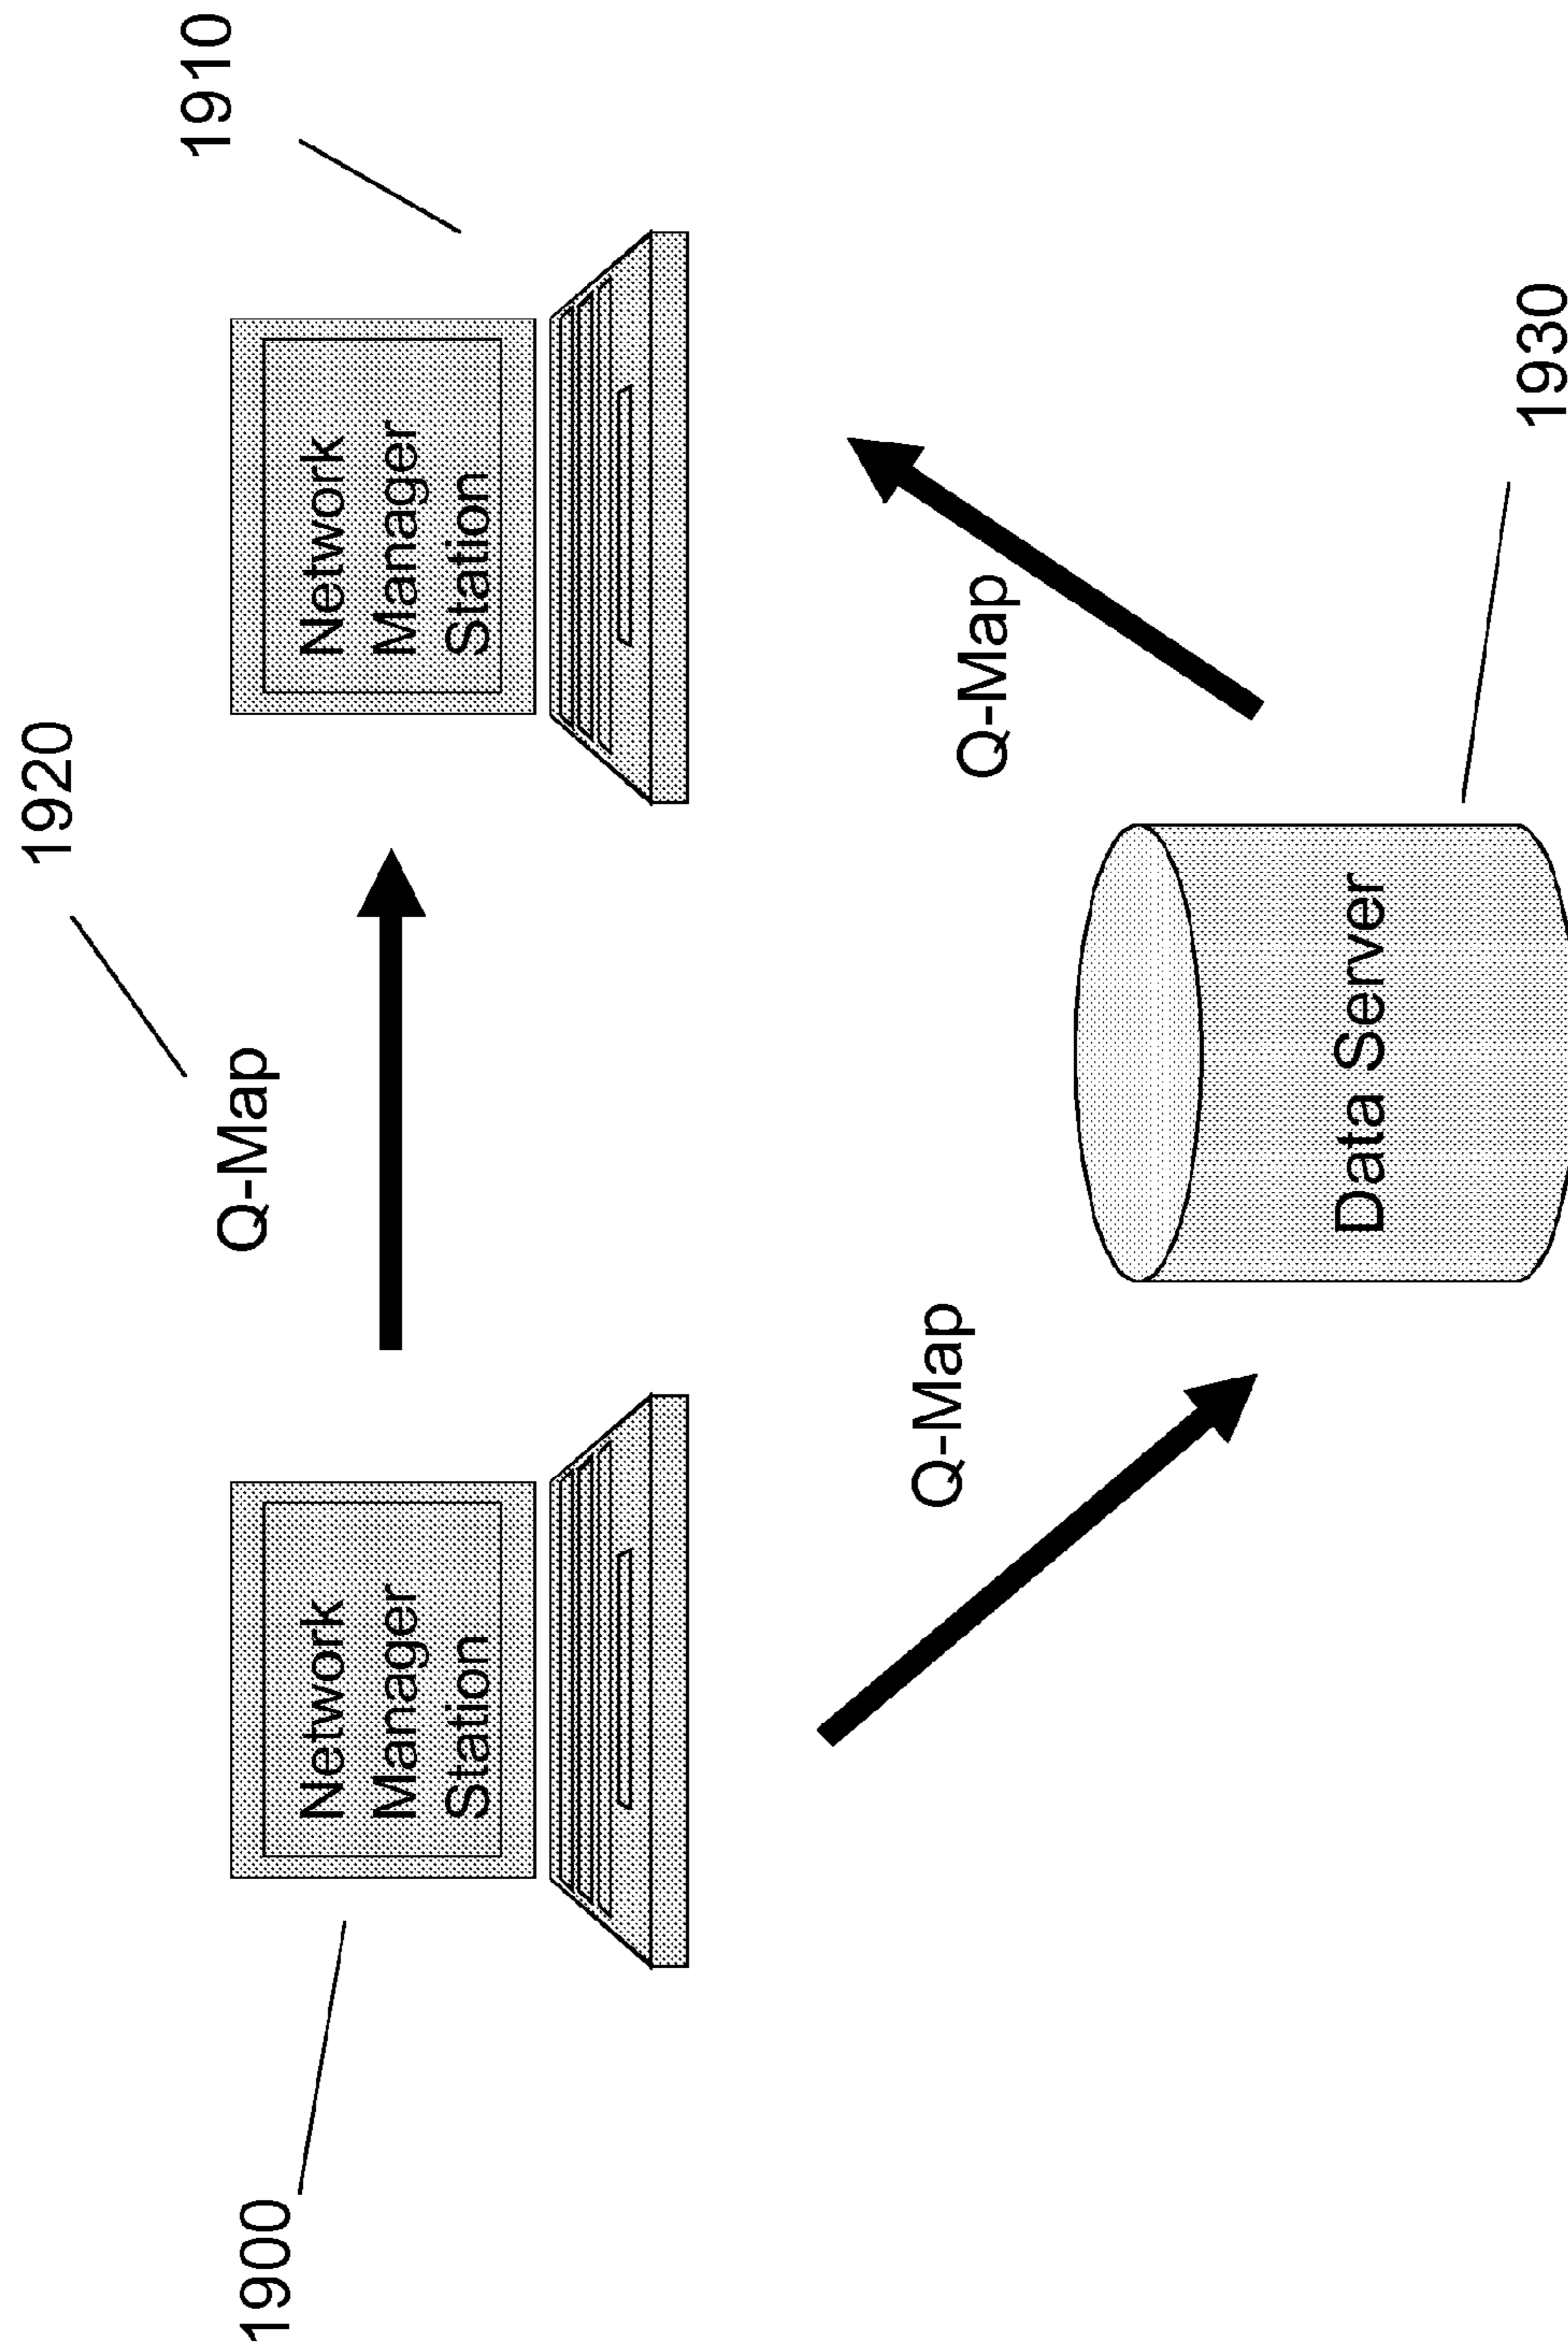 1920
1910
1900
Q-Map
Network
Manager
Station
Network
Manager
Station
Q-Map
Q-Map
Data Server
1930